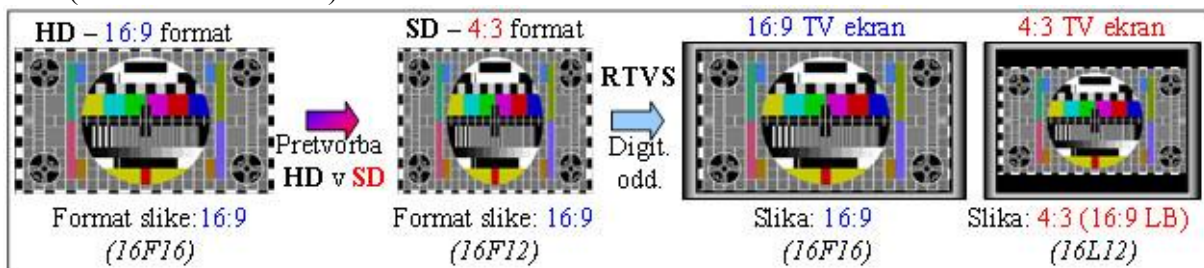 HD – 16:9 format
Pretvorba
HD v SD
Format slike: 16:9
(16F16)
SD – 4:3 format
Format slike: 16:9
(16F12)
RTVS
Digit.
odd.
16:9 TV ekran
Slika: 16:9
(16F16)
4:3 TV ekran
Slika: 4:3 (16:9 LB)
(16L12)